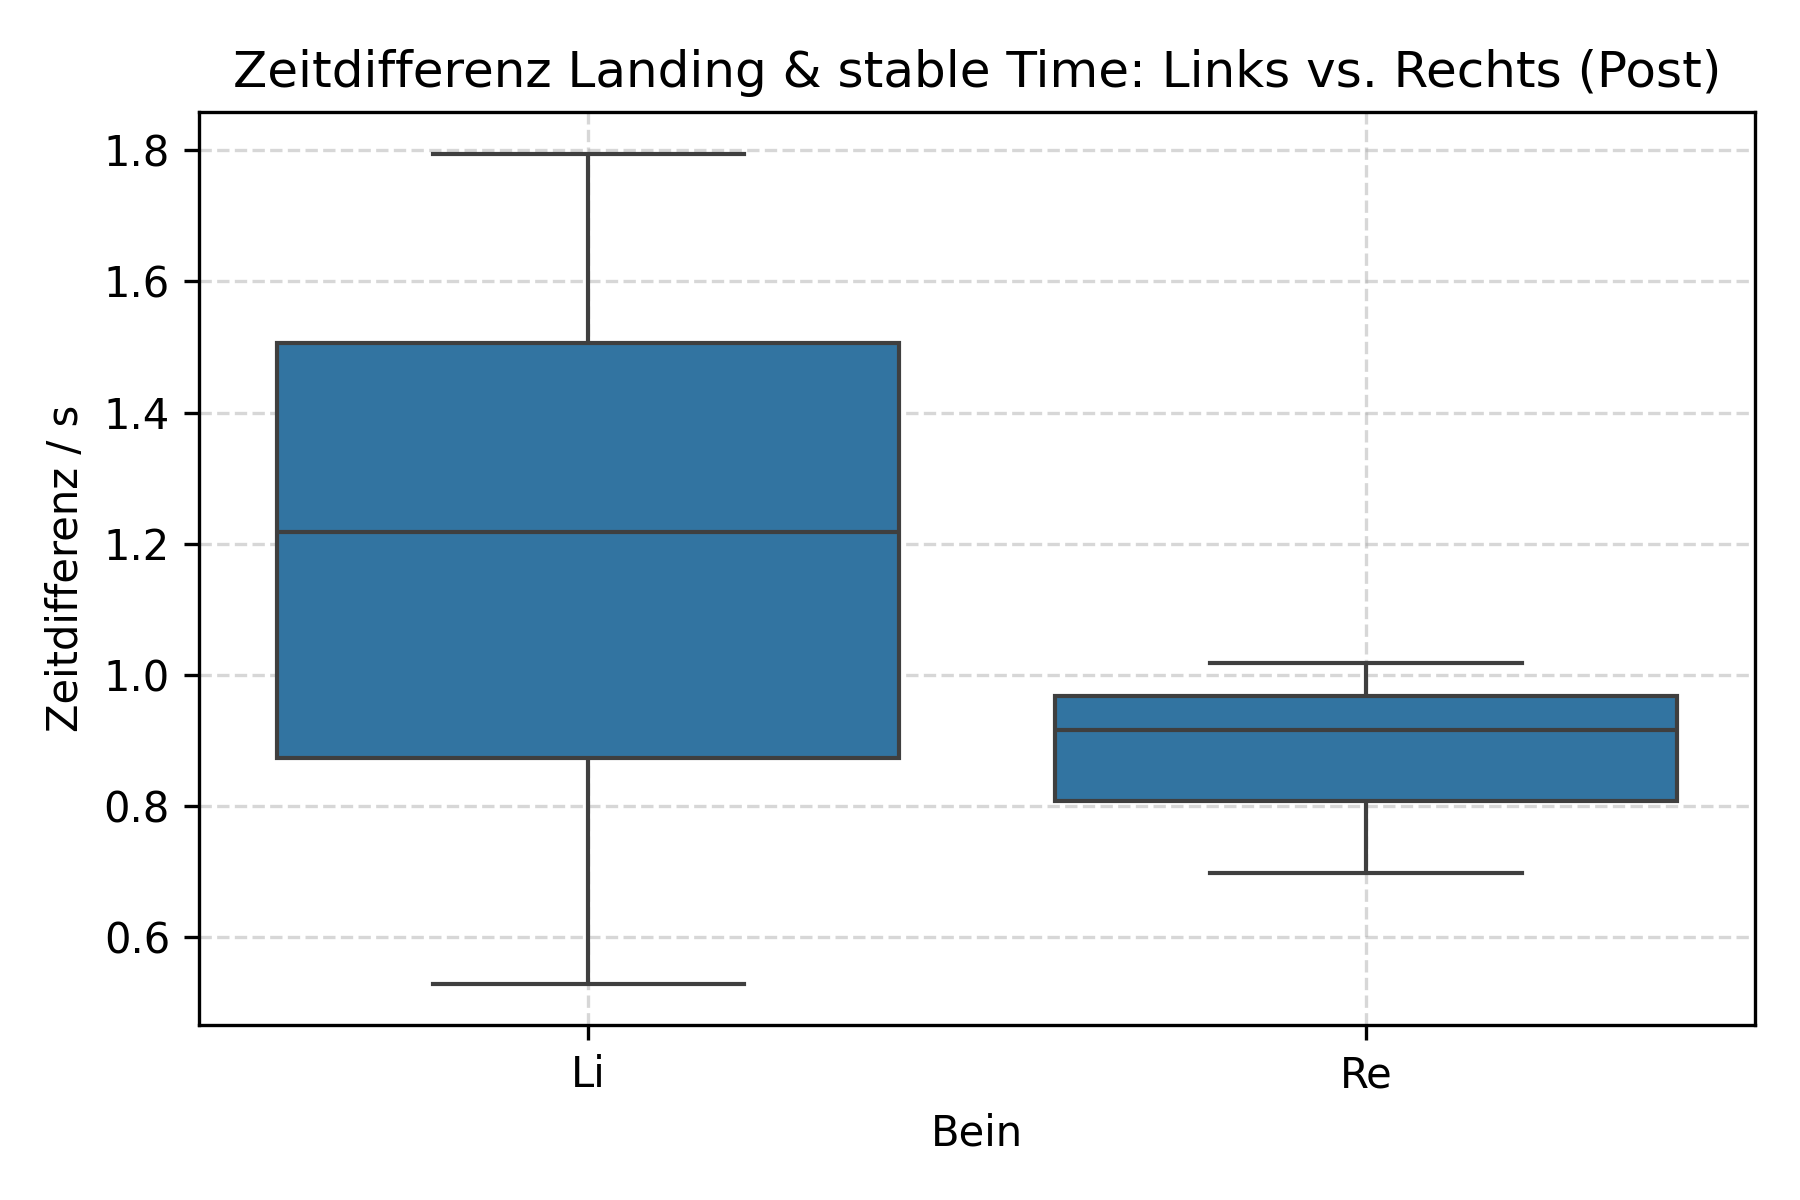 Zeitdifferenz Landing & stable Time: Links vs. Rechts (Post)
Zeitdifferenz / s
1.8
1.6
1.4
1.2
1.0
0.8
0.6
Li
Re
Bein